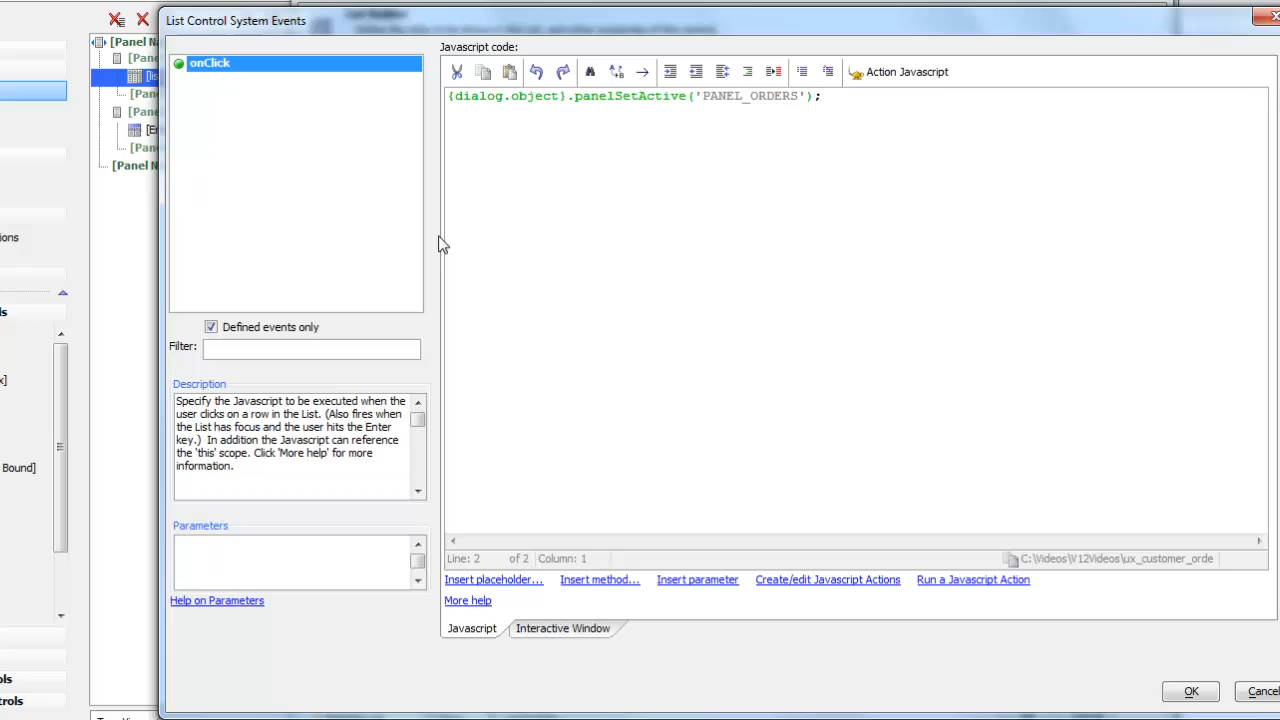 List Control System Events
[Panel Na
[Pane
[lis
[Pane
[Pane
[En
[Pane
[Panel N
ions
ls
x]
Bound]
ols
trols
onClick
Defined events only
Filter:
Description
Specify the Javascript to be executed when the
user clicks on a row in the List. (Also fires when
the List has focus and the user hits the Enter
key.)  In addition the Javascript can reference
the 'this' scope. Click 'More help' for more
information.
Parameters
Help on Parameters
Javascript code:
Action Javascript
{dialog.object}.panelSetActive('PANEL_ORDERS');
Line: 2 of 2 Column: 1
C:\Videos\V12Videos\ux_customer_orde
Insert placeholder... Insert method... Insert parameter Create/edit Javascript Actions Run a Javascript Action
More help
Javascript Interactive Window
OK Cancel